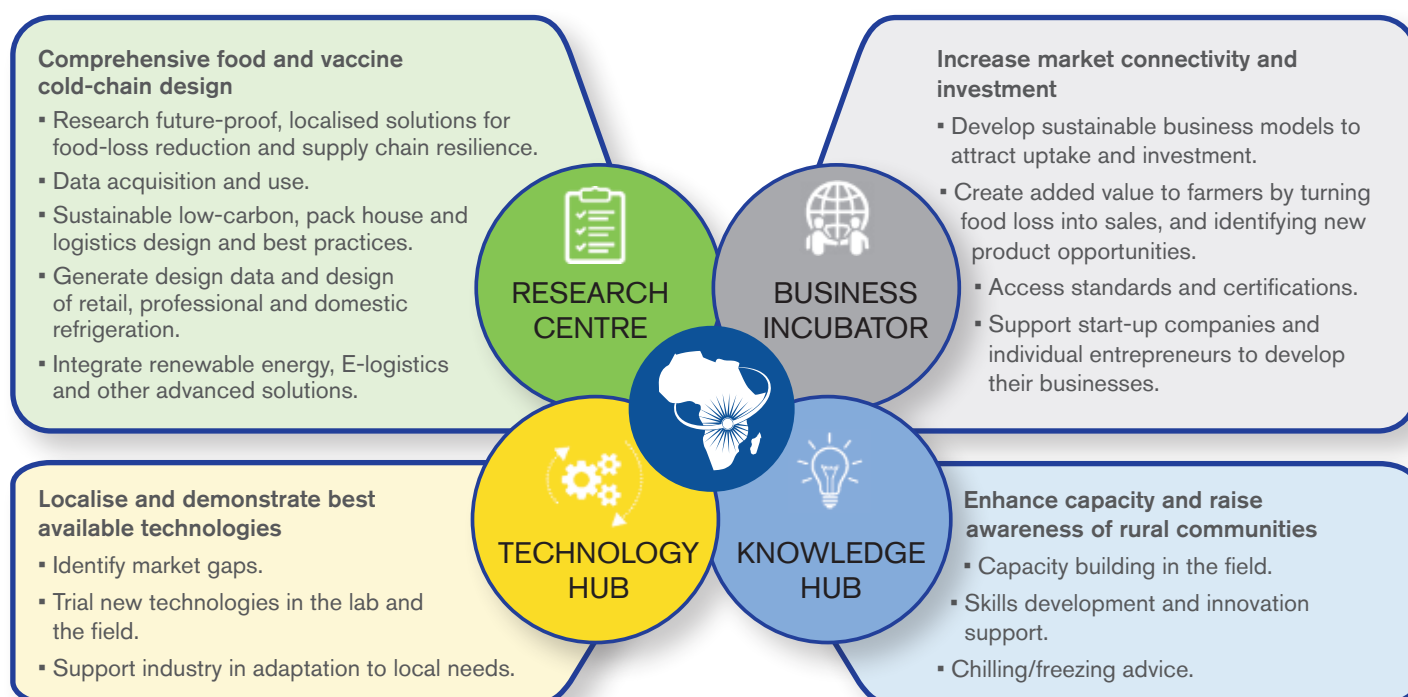 Comprehensive food and vaccine
cold-chain design
▪ Research future-proof, localised solutions for
food-loss reduction and supply chain resilience.
▪ Data acquisition and use.
▪ Sustainable low-carbon, pack house and
logistics design and best practices.
▪ Generate design data and design
of retail, professional and domestic
refrigeration.
▪ Integrate renewable energy, E-logistics
and other advanced solutions.
RESEARCH
CENTRE
BUSINESS
INCUBATOR
Increase market connectivity and
investment
▪ Develop sustainable business models to
attract uptake and investment.
▪ Create added value to farmers by turning
food loss into sales, and identifying new
product opportunities.
▪ Access standards and certifications.
▪ Support start-up companies and
individual entrepreneurs to develop
their businesses.
Localise and demonstrate best
available technologies
▪ Identify market gaps.
▪ Trial new technologies in the lab and
the field.
▪ Support industry in adaptation to local needs.
TECHNOLOGY
HUB
KNOWLEDGE
HUB
Enhance capacity and raise
awareness of rural communities
▪ Capacity building in the field.
▪ Skills development and innovation
support.
▪ Chilling/freezing advice.